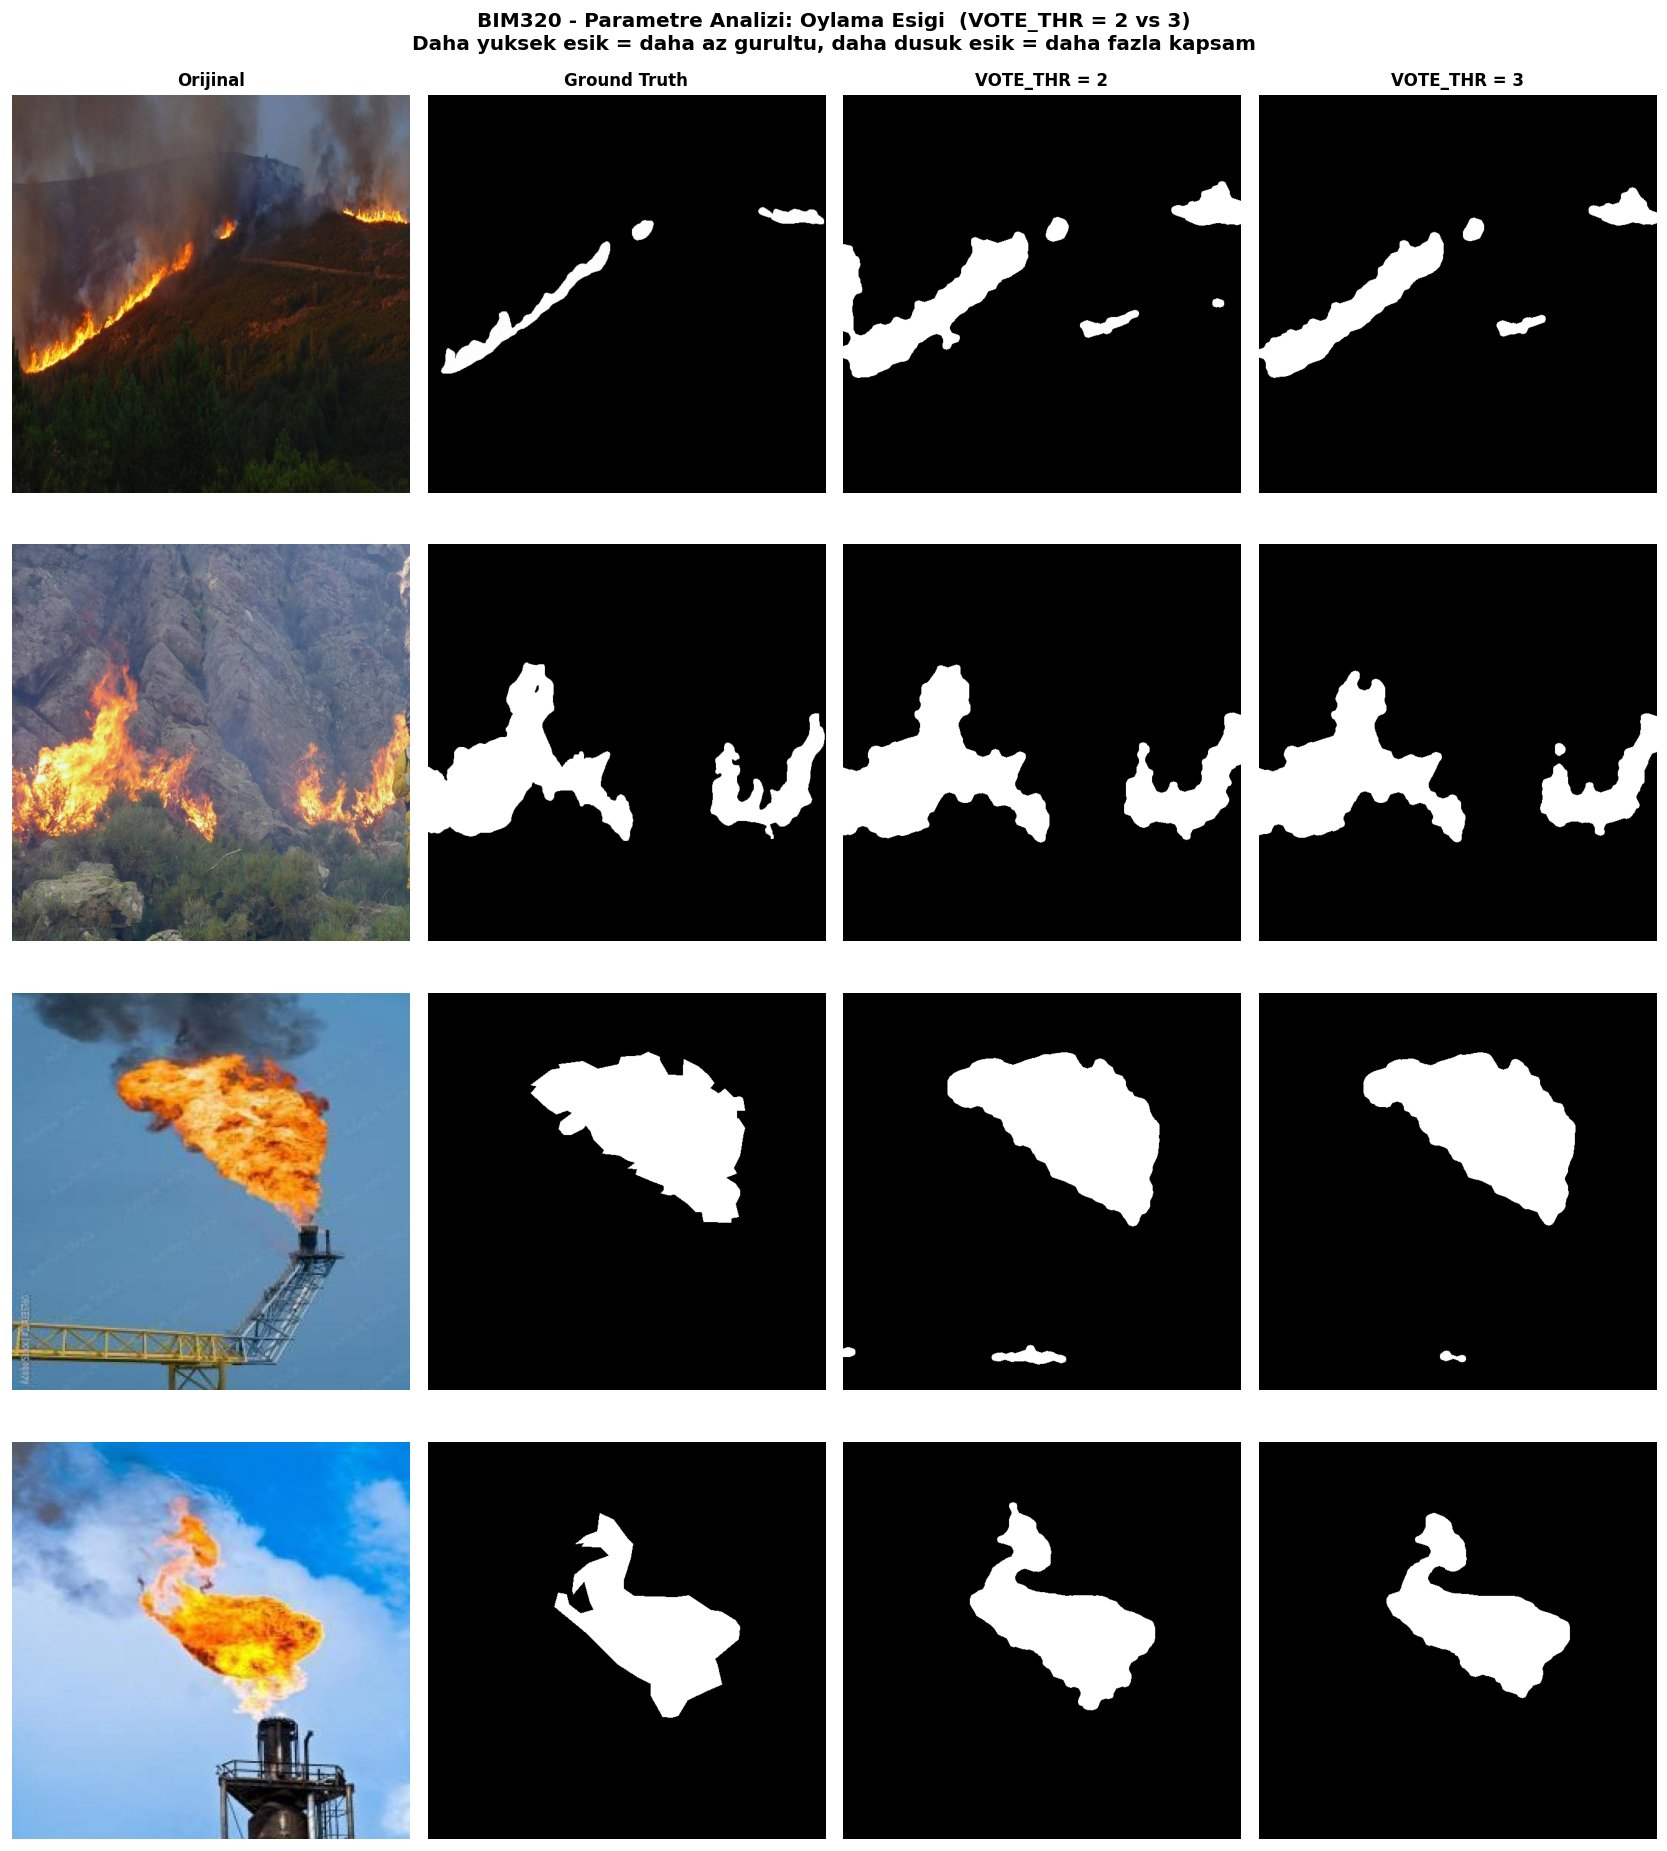 BIM320 - Parametre Analizi: Oylama Esigi  (VOTE_THR = 2 vs 3)
Daha yuksek esik = daha az gurultu, daha dusuk esik = daha fazla kapsam
Orijinal
Ground Truth
VOTE_THR = 2
VOTE_THR = 3